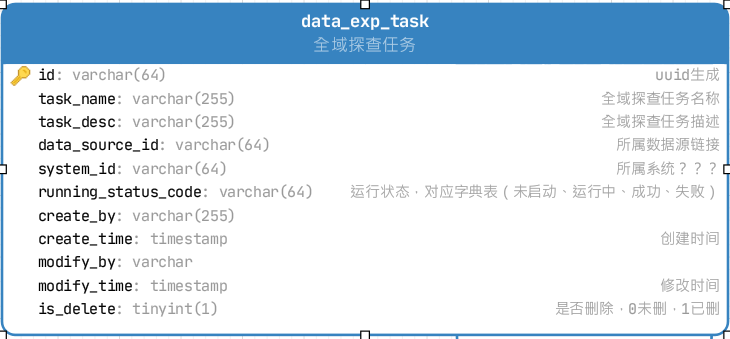 data_exp_task
全域探查任务
id: varchar(64) uuid生成
task_name: varchar(255) 全域探查任务名称
task_desc: varchar(255) 全域探查任务描述
data_source_id: varchar(64) 所属数据源链接
system_id: varchar(64) 所属系统？？？
running_status_code: varchar(64) 运行状态，对应字典表（未启动、运行中、成功、失败）
create_by: varchar(255)
create_time: timestamp 创建时间
modify_by: varchar
modify_time: timestamp 修改时间
is_delete: tinyint(1) 是否删除，0未删，1已删